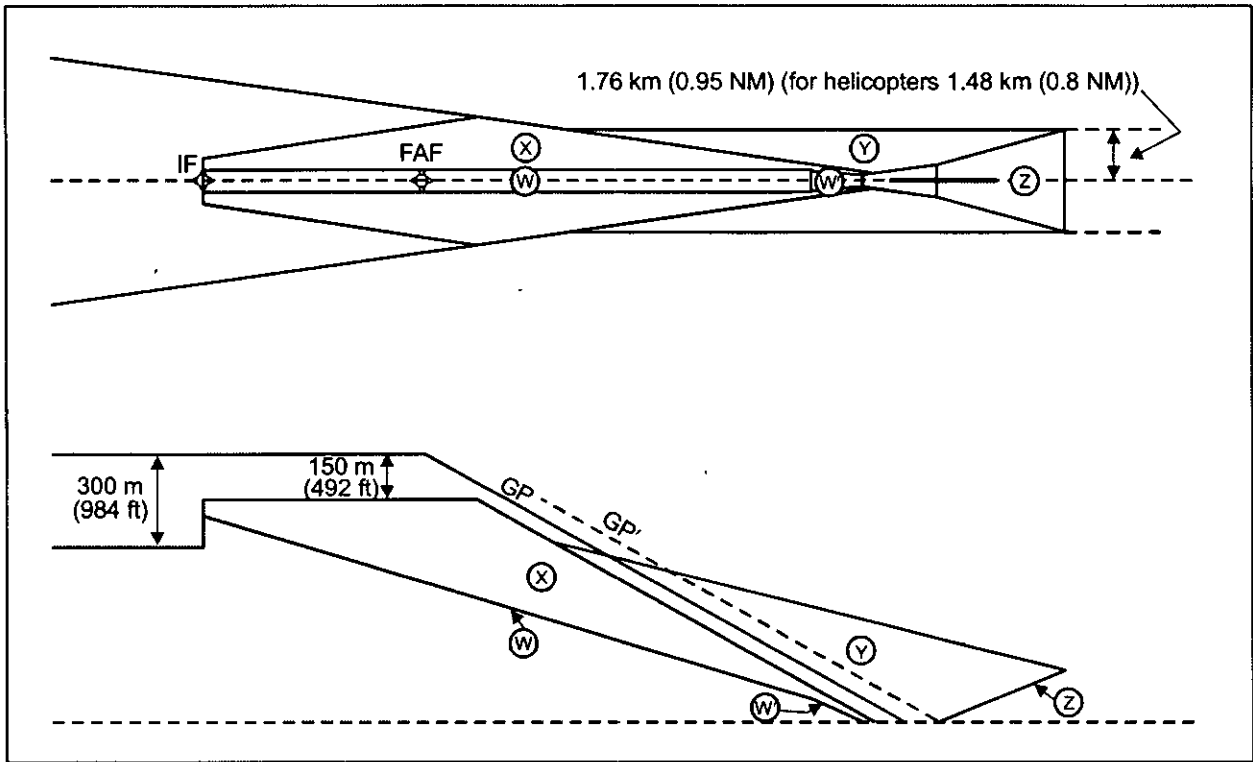 1.76 km (0.95 NM) (for helicopters 1.48 km (0.8 NM))
X
Y
IF
FAF
W
W'
Z
300 m
(984 ft)
150 m
(492 ft)
GP
GP'
X
W
Y
W'
Z